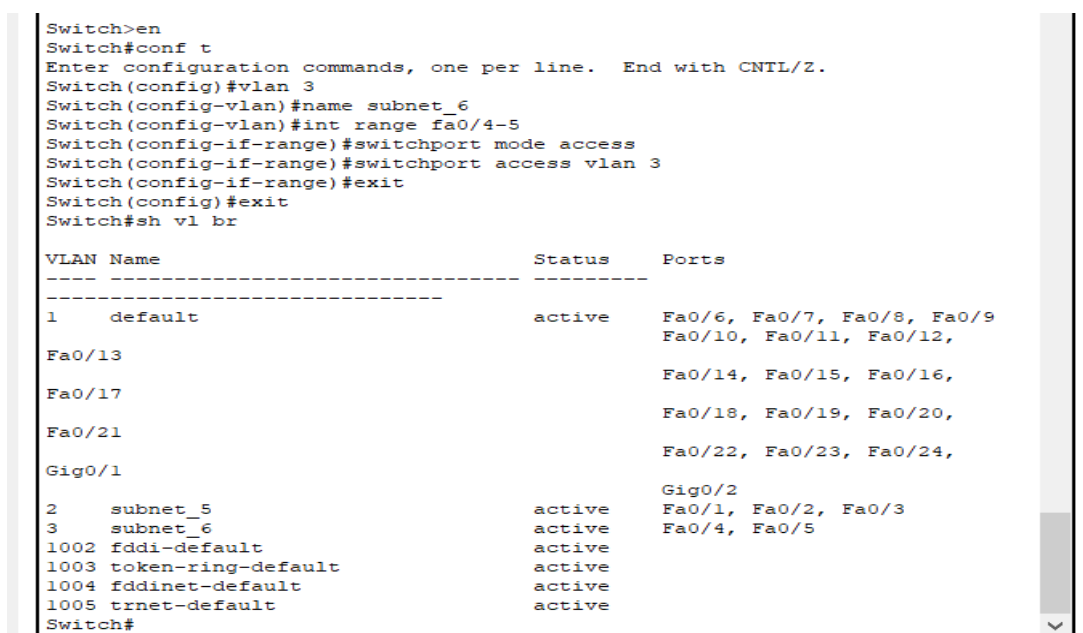 Switch>en
Switch#conf t
Enter configuration commands, one per line.  End with CNTL/Z.
Switch(config)#vlan 3
Switch(config-vlan)#name subnet_6
Switch(config-vlan)#int range fa0/4-5
Switch(config-if-range)#switchport mode access
Switch(config-if-range)#switchport access vlan 3
Switch(config-if-range)#exit
Switch(config)#exit
Switch#sh vl br
VLAN Name                             Status    Ports
---- -------------------------------- ---------
-------------------------------
1    default                          active    Fa0/6, Fa0/7, Fa0/8, Fa0/9
                                                Fa0/10, Fa0/11, Fa0/12,
Fa0/13
                                                Fa0/14, Fa0/15, Fa0/16,
Fa0/17
                                                Fa0/18, Fa0/19, Fa0/20,
Fa0/21
                                                Fa0/22, Fa0/23, Fa0/24,
Gig0/1
                                                Gig0/2
2    subnet_5                         active    Fa0/1, Fa0/2, Fa0/3
3    subnet_6                         active    Fa0/4, Fa0/5
1002 fddi-default                     active
1003 token-ring-default               active
1004 fddinet-default                  active
1005 trnet-default                    active
Switch#